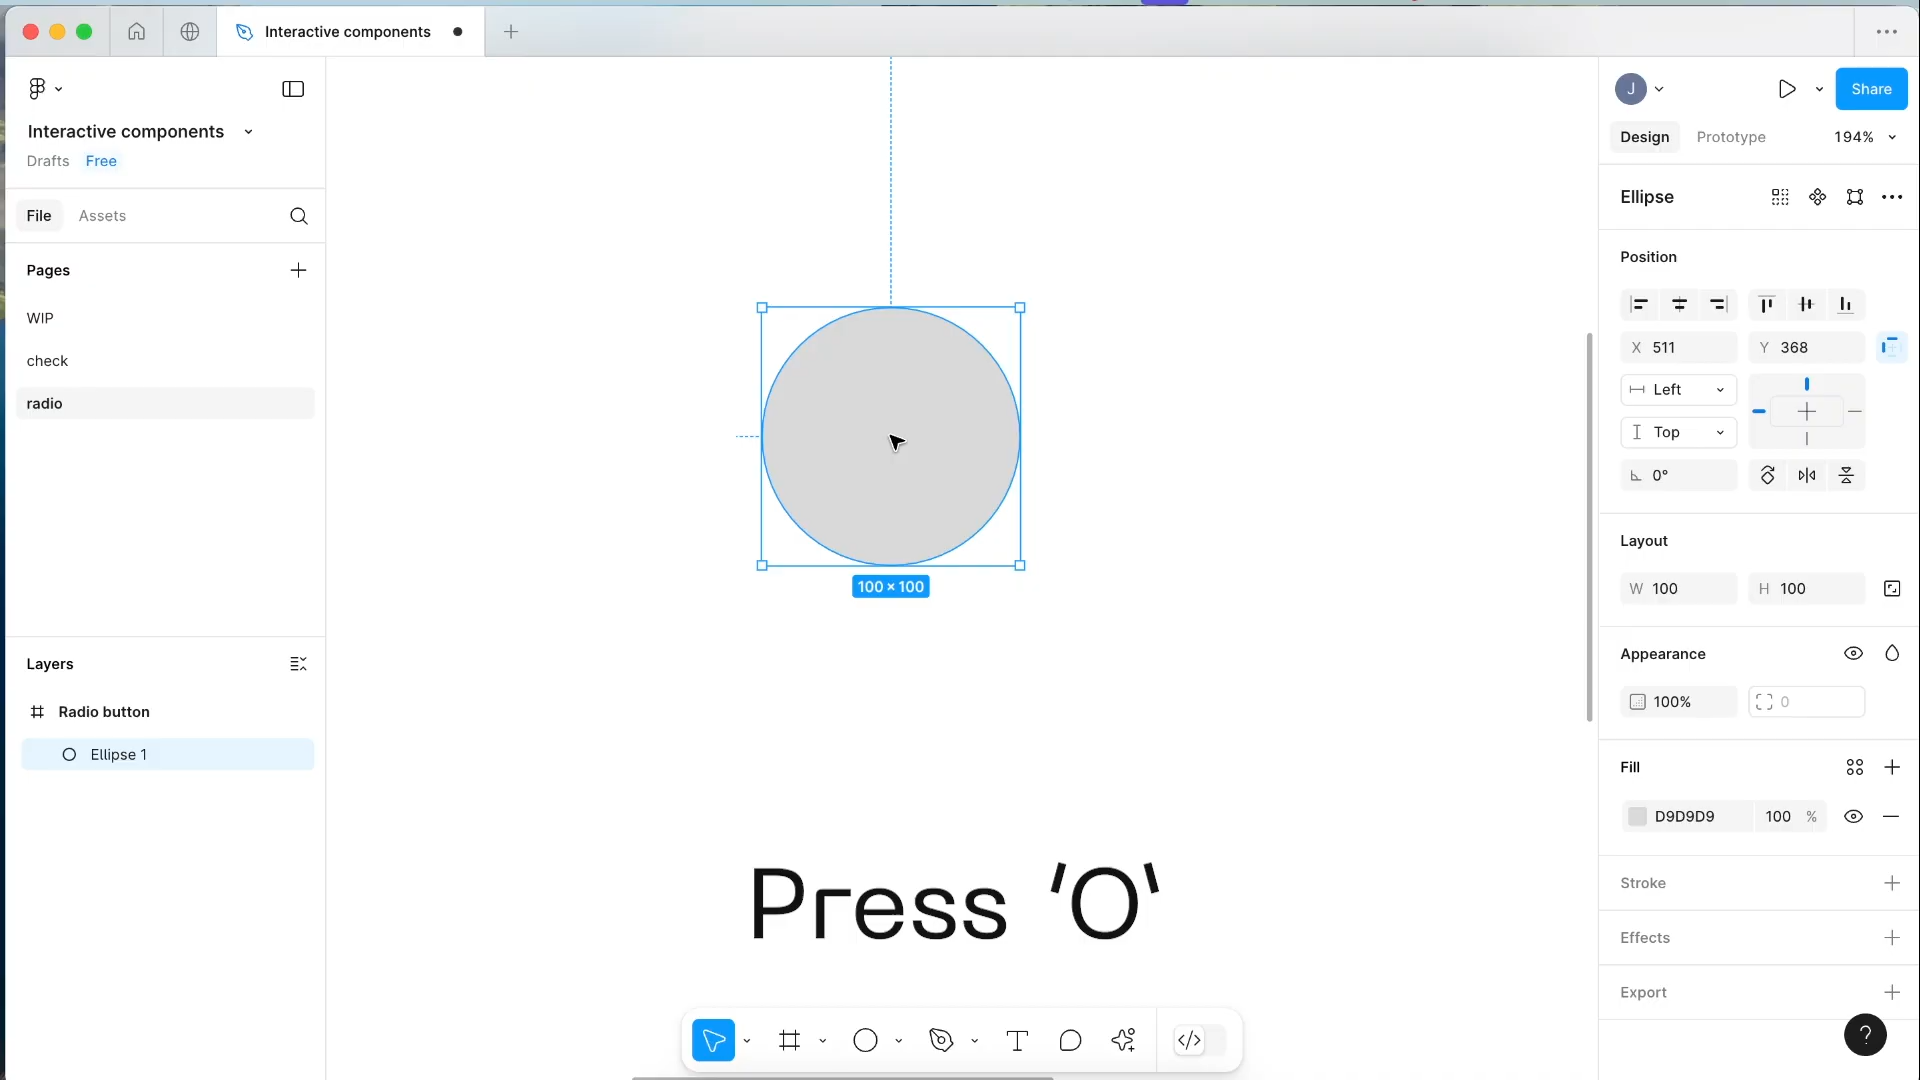 Interactive components
Interactive components
Drafts Free
File Assets
Pages
WIP
check
radio
Layers
Radio button
Ellipse 1
100 × 100
Press 'O'
J
Share
Design Prototype 194%
Ellipse
Position
X 511 Y 368
Left
Top
0°
Layout
W 100 H 100
Appearance
100% 0
Fill
D9D9D9 100 %
Stroke
Effects
Export
?